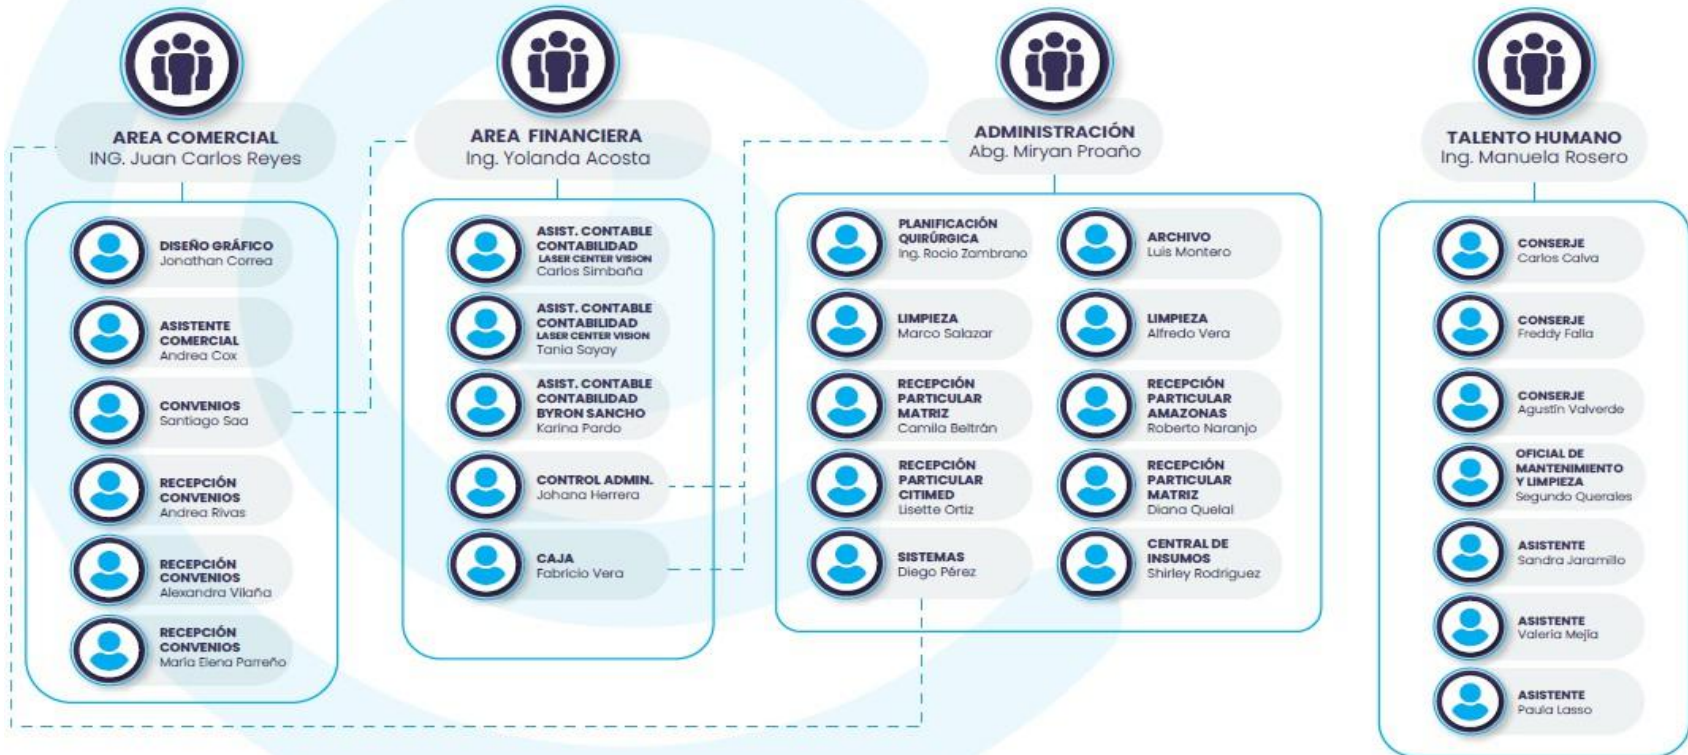 AREA COMERCIAL
ING. Juan Carlos Reyes
DISEÑO GRÁFICO
Jonathan Correa
ASISTENTE
COMERCIAL
Andrea Cox
CONVENIOS
Santiago Saa
RECEPCIÓN
CONVENIOS
Andrea Rivas
RECEPCIÓN
CONVENIOS
Alexandra Vilaña
RECEPCIÓN
CONVENIOS
María Elena Parreño
AREA FINANCIERA
Ing. Yolanda Acosta
ASIST. CONTABLE
CONTABILIDAD
LASER CENTER VISION
Carlos Simbaña
ASIST. CONTABLE
CONTABILIDAD
LASER CENTER VISION
Tania Sayay
ASIST. CONTABLE
CONTABILIDAD
BYRON SANCHO
Karina Pardo
CONTROL ADMIN.
Johana Herrera
CAJA
Fabricio Vera
ADMINISTRACIÓN
Abg. Miryan Proaño
PLANIFICACIÓN
QUIRÚRGICA
Ing. Rocio Zambrano
LIMPIEZA
Marco Salazar
RECEPCIÓN
PARTICULAR
MATRIZ
Camila Beltrán
RECEPCIÓN
PARTICULAR
CITIMED
Lisette Ortiz
SISTEMAS
Diego Pérez
ARCHIVO
Luis Montero
LIMPIEZA
Alfredo Vera
RECEPCIÓN
PARTICULAR
AMAZONAS
Roberto Naranjo
RECEPCIÓN
PARTICULAR
MATRIZ
Diana Quelal
CENTRAL DE
INSUMOS
Shirley Rodriguez
TALENTO HUMANO
Ing. Manuela Rosero
CONSERJE
Carlos Calva
CONSERJE
Freddy Falla
CONSERJE
Agustín Valverde
OFICIAL DE
MANTENIMIENTO
Y LIMPIEZA
Segundo Querales
ASISTENTE
Sandra Jaramillo
ASISTENTE
Valeria Mejía
ASISTENTE
Paula Lasso